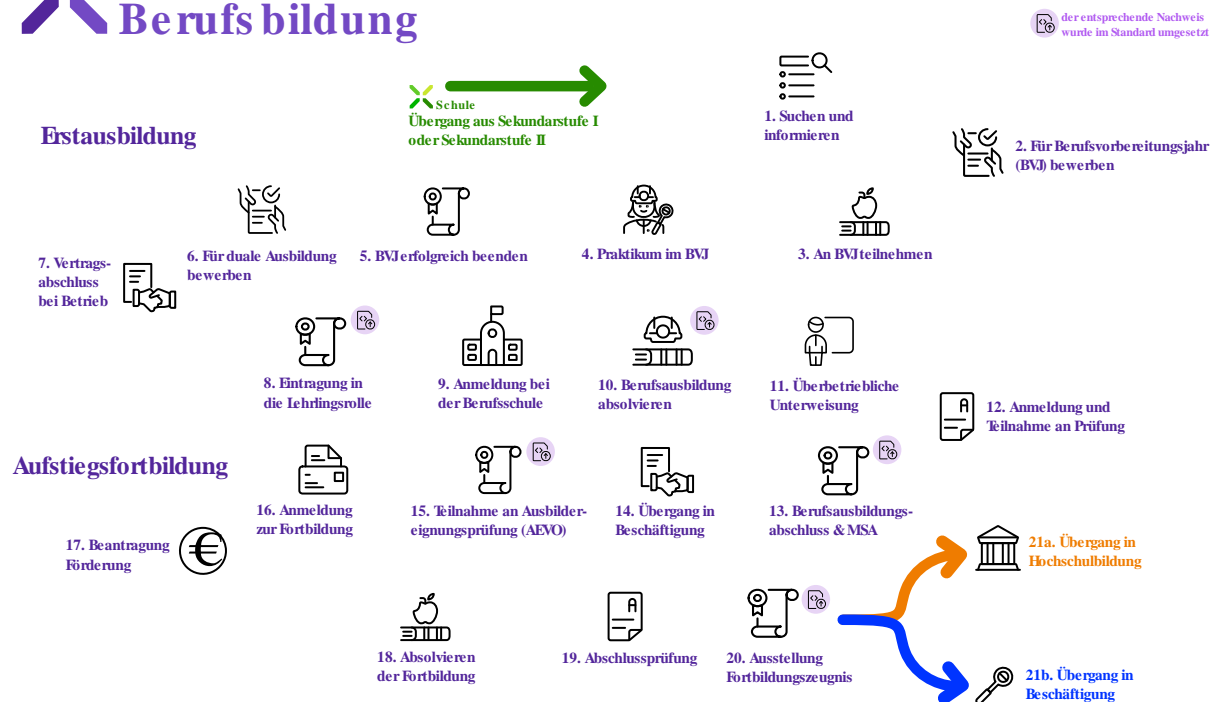 Berufsbildung
der entsprechende Nachweis
wurde im Standard umgesetzt
Schule
Übergang aus Sekundarstufe I
oder Sekundarstufe II
1. Suchen und
informieren
Erstausbildung
2. Für Berufsvorbereitungsjahr
(BVJ) bewerben
7. Vertrags-
abschluss
bei Betrieb
6. Für duale Ausbildung
bewerben
5. BVJ erfolgreich beenden
4. Praktikum im BVJ
3. An BVJ teilnehmen
8. Eintragung in
die Lehrlingsrolle
9. Anmeldung bei
der Berufsschule
10. Berufsausbildung
absolvieren
11. Überbetriebliche
Unterweisung
A
12. Anmeldung und
Teilnahme an Prüfung
Aufstiegsfortbildung
16. Anmeldung
zur Fortbildung
15. Teilnahme an Ausbilder-
eignungsprüfung (AEVO)
14. Übergang in
Beschäftigung
13. Berufsausbildungs-
abschluss & MSA
17. Beantragung
Förderung
€
21a. Übergang in
Hochschulbildung
18. Absolvieren
der Fortbildung
A
19. Abschlussprüfung
20. Ausstellung
Fortbildungszeugnis
21b. Übergang in
Beschäftigung